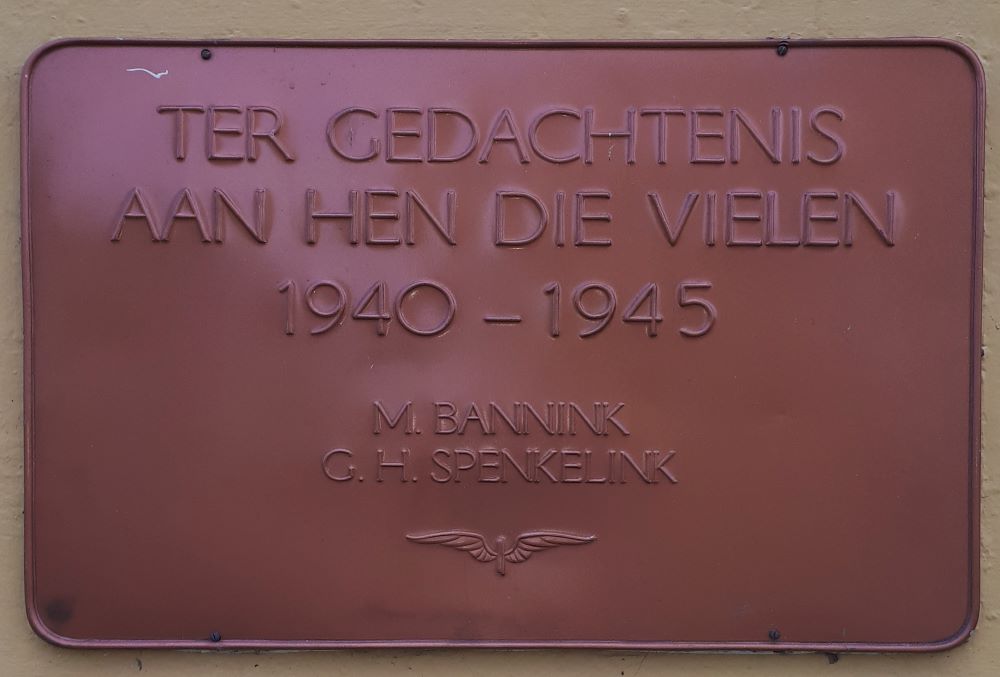 TER GEDACHTENIS
AAN HEN DIE VIELEN
1940 – 1945
M. BANNINK
G. H. SPENKELINK